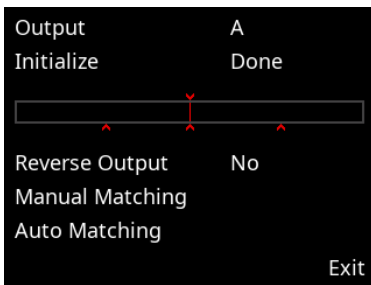 Output A
Initialize Done
Reverse Output No
Manual Matching
Auto Matching
Exit